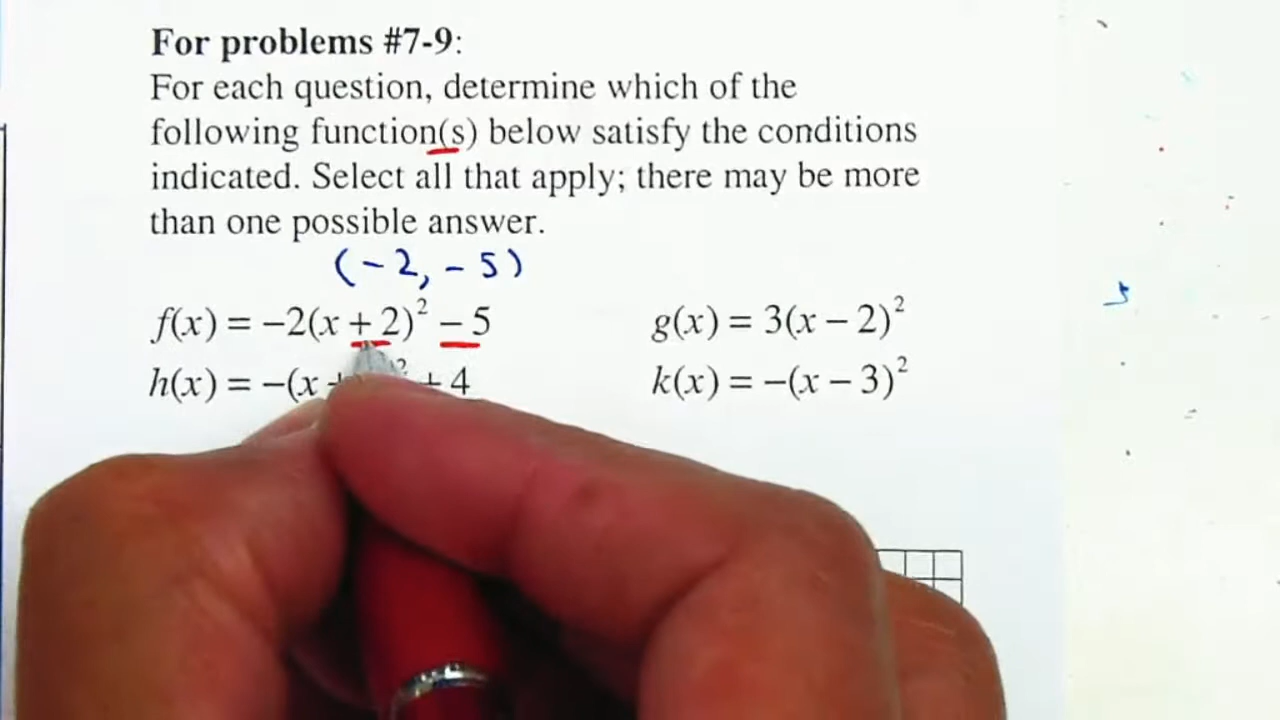 For problems #7-9:
For each question, determine which of the
following function(s) below satisfy the conditions
indicated. Select all that apply; there may be more
than one possible answer.
(-2, -5)
f(x) = −2(x + 2)² − 5
g(x) = 3(x − 2)²
h(x) = −(x + )² + 4
k(x) = −(x − 3)²